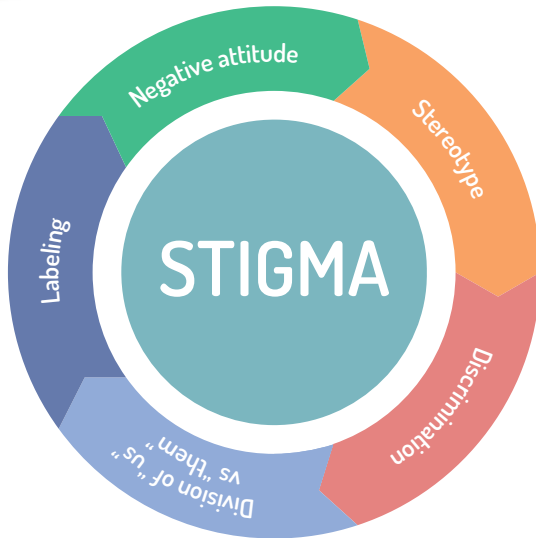 Negative attitude
Stereotype
Discrimination
Division of “ us”
vs “them ”
Labeling
STIGMA